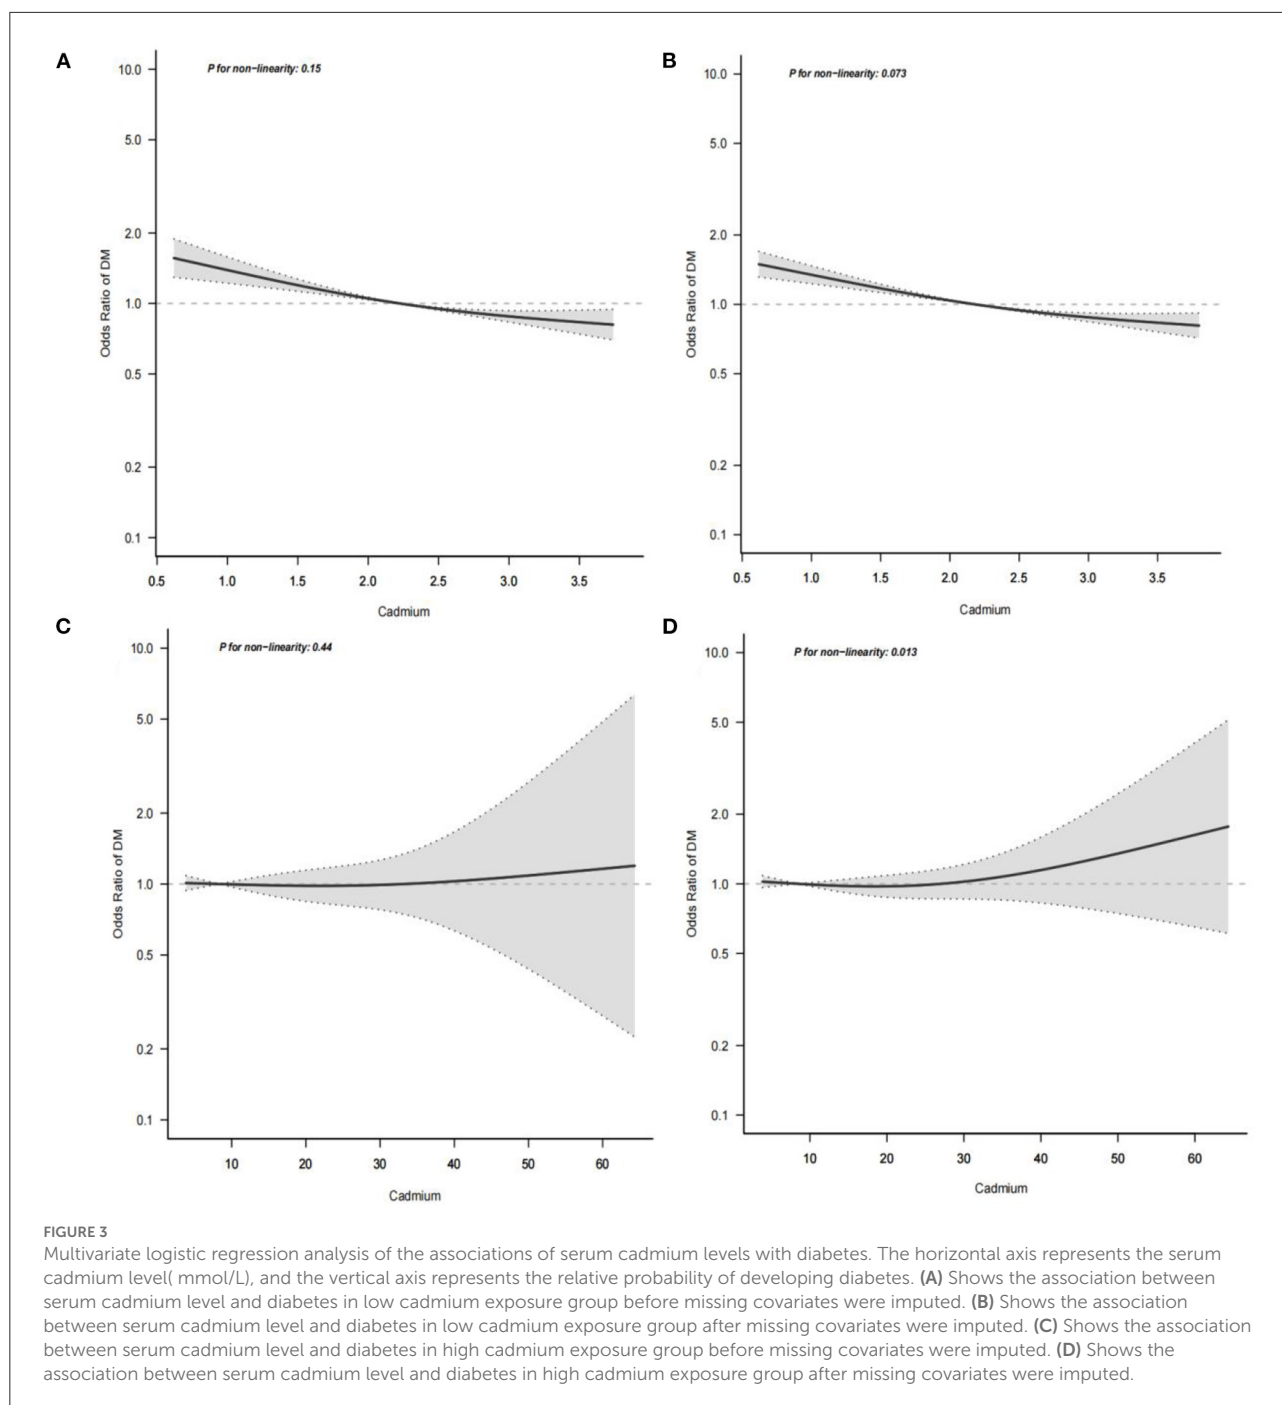 A
P for non-linearity: 0.15
10.0
5.0
2.0
1.0
0.5
0.2
0.1
Odds Ratio of DM
0.5 1.0 1.5 2.0 2.5 3.0 3.5
Cadmium
B
P for non-linearity: 0.073
10.0
5.0
2.0
1.0
0.5
0.2
0.1
Odds Ratio of DM
0.5 1.0 1.5 2.0 2.5 3.0 3.5
Cadmium
C
P for non-linearity: 0.44
10.0
5.0
2.0
1.0
0.5
0.2
0.1
Odds Ratio of DM
10 20 30 40 50 60
Cadmium
D
P for non-linearity: 0.013
10.0
5.0
2.0
1.0
0.5
0.2
0.1
Odds Ratio of DM
10 20 30 40 50 60
Cadmium
FIGURE 3
Multivariate logistic regression analysis of the associations of serum cadmium levels with diabetes. The horizontal axis represents the serum
cadmium level( mmol/L), and the vertical axis represents the relative probability of developing diabetes. (A) Shows the association between
serum cadmium level and diabetes in low cadmium exposure group before missing covariates were imputed. (B) Shows the association
between serum cadmium level and diabetes in low cadmium exposure group after missing covariates were imputed. (C) Shows the association
between serum cadmium level and diabetes in high cadmium exposure group before missing covariates were imputed. (D) Shows the
association between serum cadmium level and diabetes in high cadmium exposure group after missing covariates were imputed.